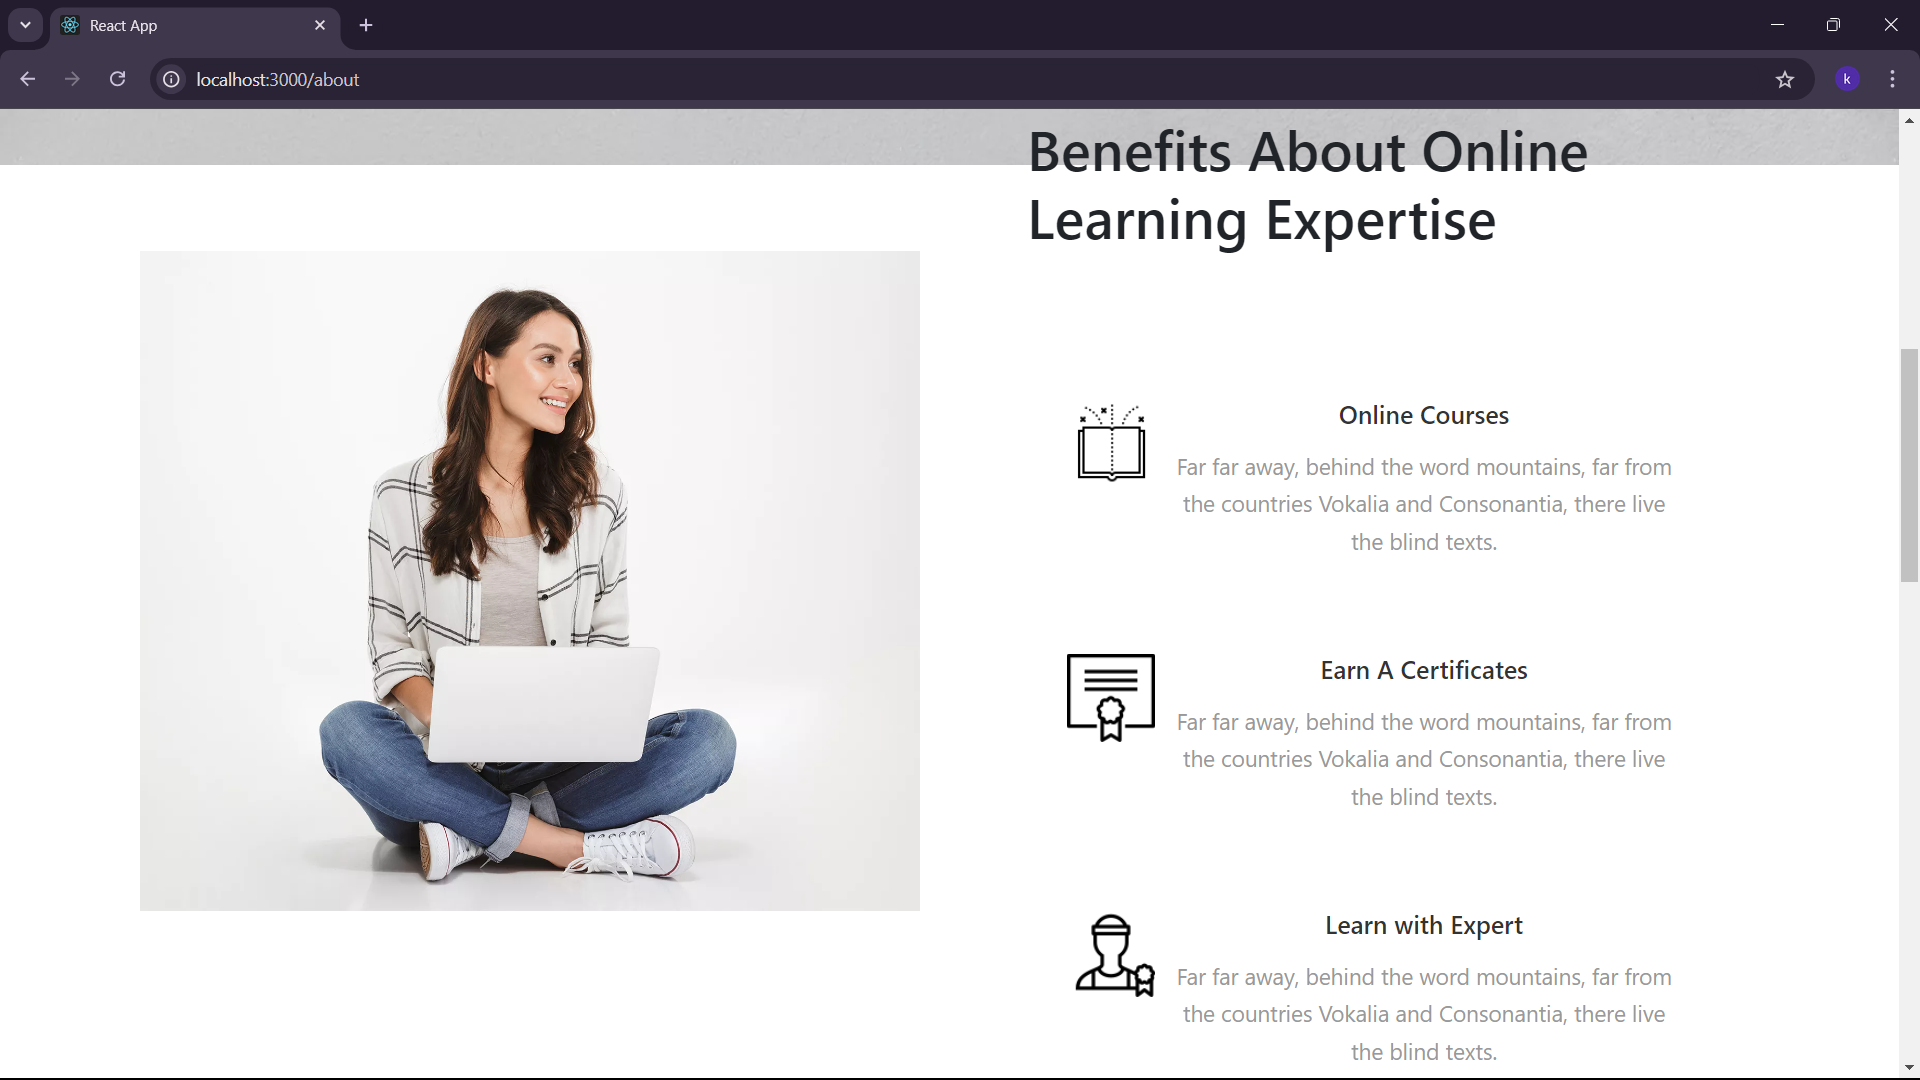 React App
localhost:3000/about
k
Benefits About Online
Learning Expertise
Online Courses
Far far away, behind the word mountains, far from
the countries Vokalia and Consonantia, there live
the blind texts.
Earn A Certificates
Far far away, behind the word mountains, far from
the countries Vokalia and Consonantia, there live
the blind texts.
Learn with Expert
Far far away, behind the word mountains, far from
the countries Vokalia and Consonantia, there live
the blind texts.